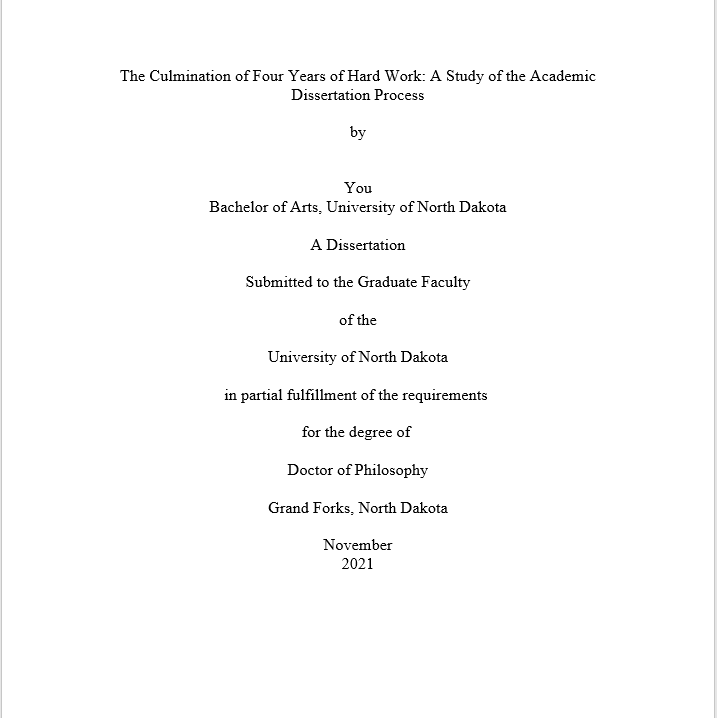 The Culmination of Four Years of Hard Work: A Study of the Academic
Dissertation Process
by
You
Bachelor of Arts, University of North Dakota
A Dissertation
Submitted to the Graduate Faculty
of the
University of North Dakota
in partial fulfillment of the requirements
for the degree of
Doctor of Philosophy
Grand Forks, North Dakota
November
2021